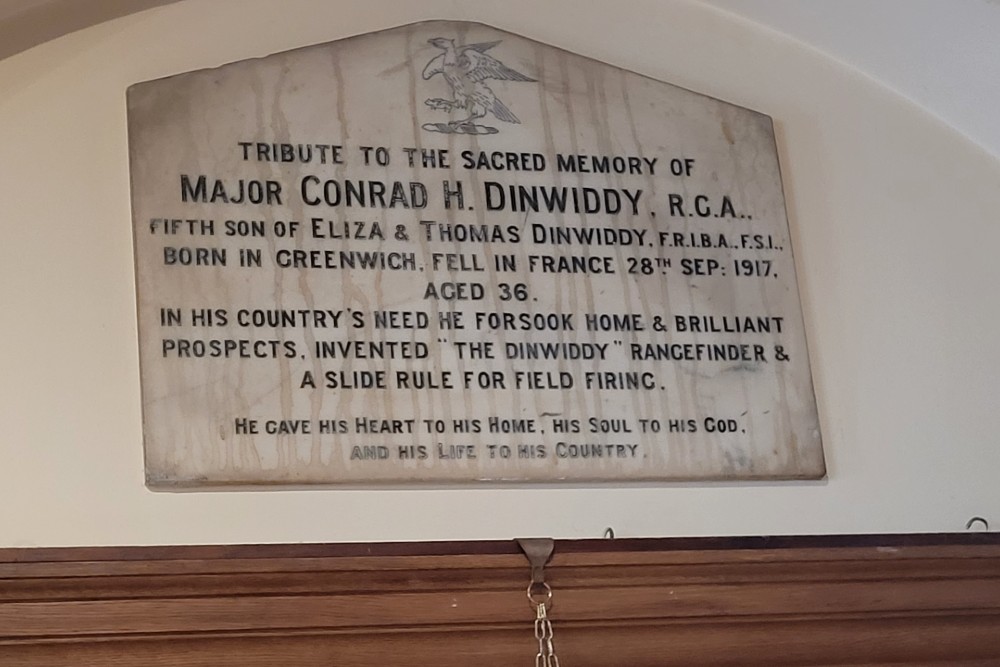 TRIBUTE TO THE SACRED MEMORY OF
MAJOR CONRAD H. DINWIDDY, R.G.A.,
FIFTH SON OF ELIZA & THOMAS DINWIDDY, F.R.I.B.A., F.S.I.,
BORN IN GREENWICH, FELL IN FRANCE 28TH SEP: 1917,
AGED 36.
IN HIS COUNTRY'S NEED HE FORSOOK HOME & BRILLIANT
PROSPECTS, INVENTED "THE DINWIDDY" RANGEFINDER &
A SLIDE RULE FOR FIELD FIRING.
HE GAVE HIS HEART TO HIS HOME, HIS SOUL TO HIS GOD,
AND HIS LIFE TO HIS COUNTRY.